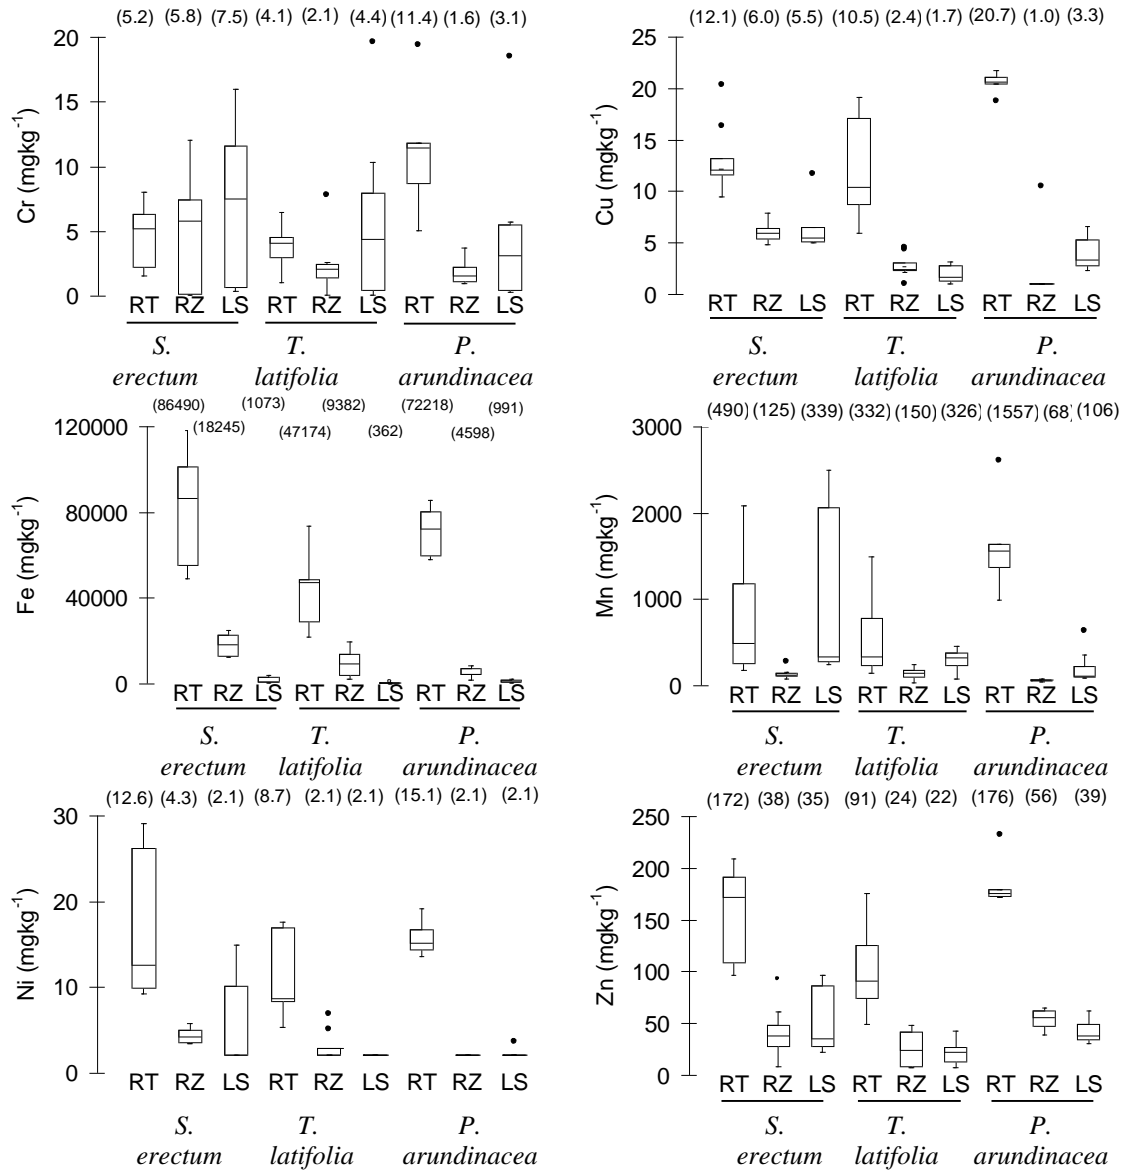 (5.2) (5.8) (7.5) (4.1) (2.1) (4.4) (11.4) (1.6) (3.1)
20
15
10
5
0
Cr (mgkg-1)
RT RZ LS RT RZ LS RT RZ LS
S. T. P.
erectum latifolia arundinacea
(12.1) (6.0) (5.5) (10.5) (2.4) (1.7) (20.7) (1.0) (3.3)
25
20
15
10
5
0
Cu (mgkg-1)
RT RZ LS RT RZ LS RT RZ LS
S. T. P.
erectum latifolia arundinacea
(86490) (1073) (9382) (72218) (991)
(18245) (47174) (362) (4598)
120000
80000
40000
0
Fe (mgkg-1)
RT RZ LS RT RZ LS RT RZ LS
S. T. P.
erectum latifolia arundinacea
(490) (125) (339) (332) (150) (326) (1557) (68) (106)
3000
2000
1000
0
Mn (mgkg-1)
RT RZ LS RT RZ LS RT RZ LS
S. T. P.
erectum latifolia arundinacea
(12.6) (4.3) (2.1) (8.7) (2.1) (2.1) (15.1) (2.1) (2.1)
30
20
10
0
Ni (mgkg-1)
RT RZ LS RT RZ LS RT RZ LS
S. T. P.
erectum latifolia arundinacea
(172) (38) (35) (91) (24) (22) (176) (56) (39)
250
200
150
100
50
0
Zn (mgkg-1)
RT RZ LS RT RZ LS RT RZ LS
S. T. P.
erectum latifolia arundinacea